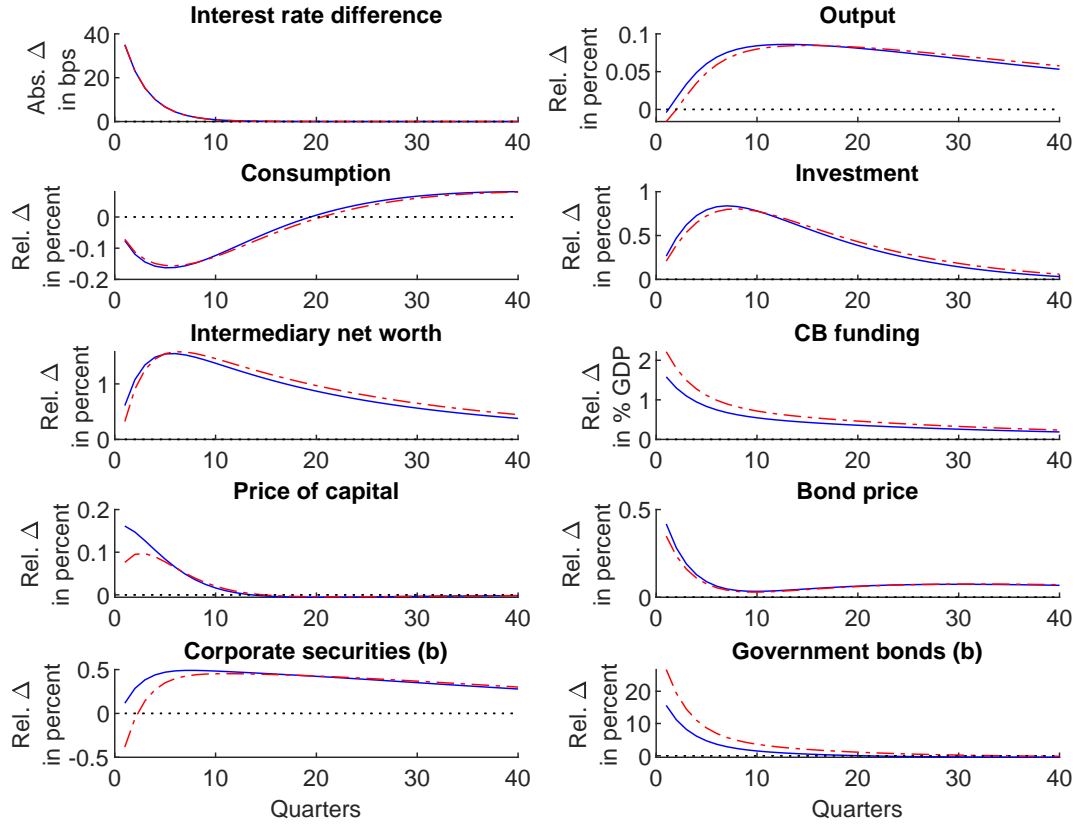 Interest rate difference
Abs. Δ
in bps
40
20
0
0 10 20 30 40
Output
Rel. Δ
in percent
0.1
0.05
0
0 10 20 30 40
Consumption
Rel. Δ
in percent
0
-0.1
-0.2
0 10 20 30 40
Investment
Rel. Δ
in percent
1
0.5
0
0 10 20 30 40
Intermediary net worth
Rel. Δ
in percent
1
0
0 10 20 30 40
CB funding
Rel. Δ
in % GDP
2
1
0
0 10 20 30 40
Price of capital
Rel. Δ
in percent
0.2
0.1
0
0 10 20 30 40
Bond price
Rel. Δ
in percent
0.5
0
0 10 20 30 40
Corporate securities (b)
Rel. Δ
in percent
0.5
0
-0.5
0 10 20 30 40
Quarters
Government bonds (b)
Rel. Δ
in percent
20
10
0
0 10 20 30 40
Quarters